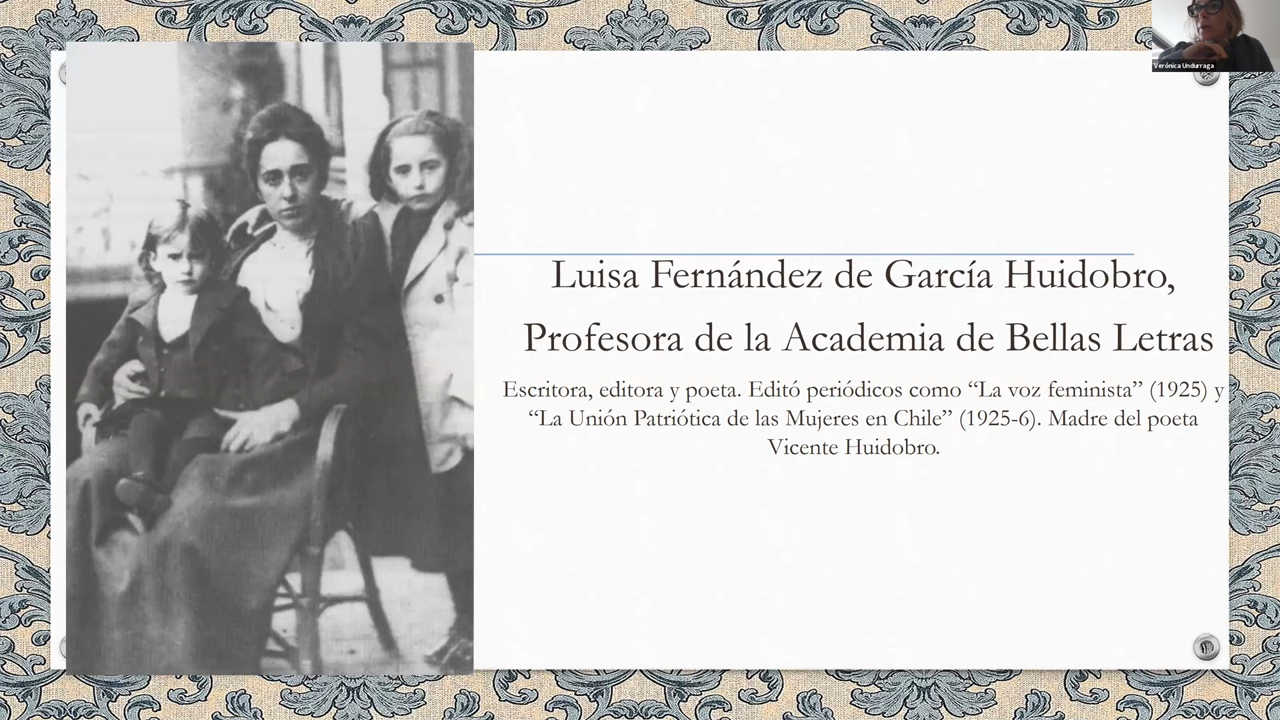 Verónica Undurraga
Luisa Fernández de García Huidobro,
Profesora de la Academia de Bellas Letras
Escritora, editora y poeta. Editó periódicos como “La voz feminista” (1925) y
“La Unión Patriótica de las Mujeres en Chile” (1925-6). Madre del poeta
Vicente Huidobro.